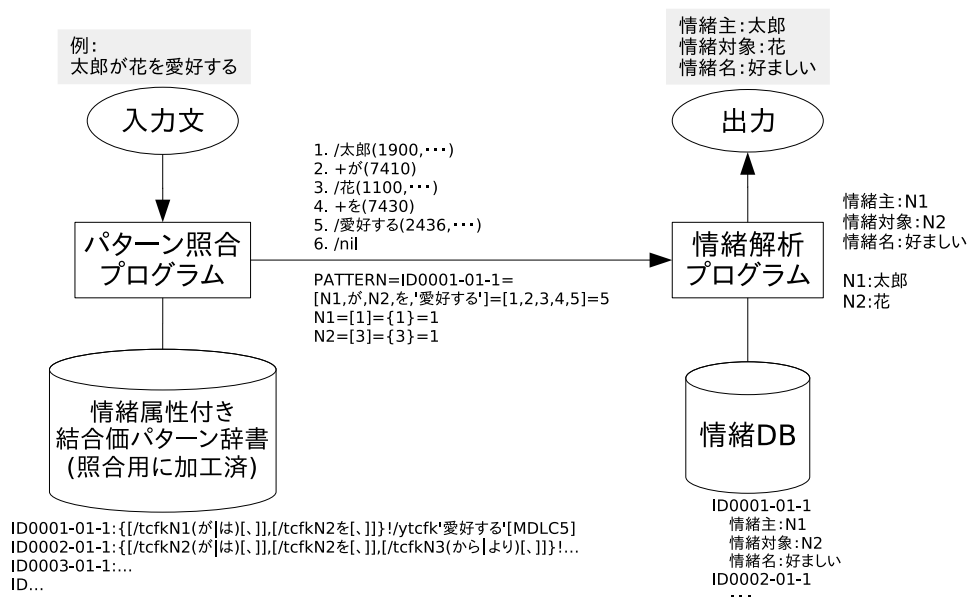 例:
太郎が花を愛好する
入力文
パターン照合
プログラム
情緒属性付き
結合価パターン辞書
(照合用に加工済)
ID0001-01-1:{[/tcfkN1(が|は)[、]],[/tcfkN2を[、]]}!/ytcfk'愛好する'[MDLC5]
ID0002-01-1:{[/tcfkN2(が|は)[、]],[/tcfkN2を[、]],[/tcfkN3(から|より)[、]]}!...
ID0003-01-1:...
ID...
1. /太郎(1900,・・・)
2. +が(7410)
3. /花(1100,・・・)
4. +を(7430)
5. /愛好する(2436,・・・)
6. /nil
PATTERN=ID0001-01-1=
[N1,が,N2,を,'愛好する']=[1,2,3,4,5]=5
N1=[1]={1}=1
N2=[3]={3}=1
情緒主:太郎
情緒対象:花
情緒名:好ましい
出力
情緒解析
プログラム
情緒主:N1
情緒対象:N2
情緒名:好ましい
N1:太郎
N2:花
情緒DB
ID0001-01-1
情緒主:N1
情緒対象:N2
情緒名:好ましい
ID0002-01-1
・・・